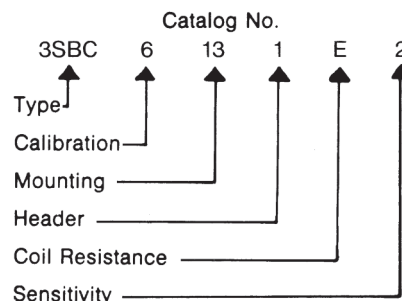 Catalog No.
3SBC 6 13 1 E 2
Type
Calibration
Mounting
Header
Coil Resistance
Sensitivity